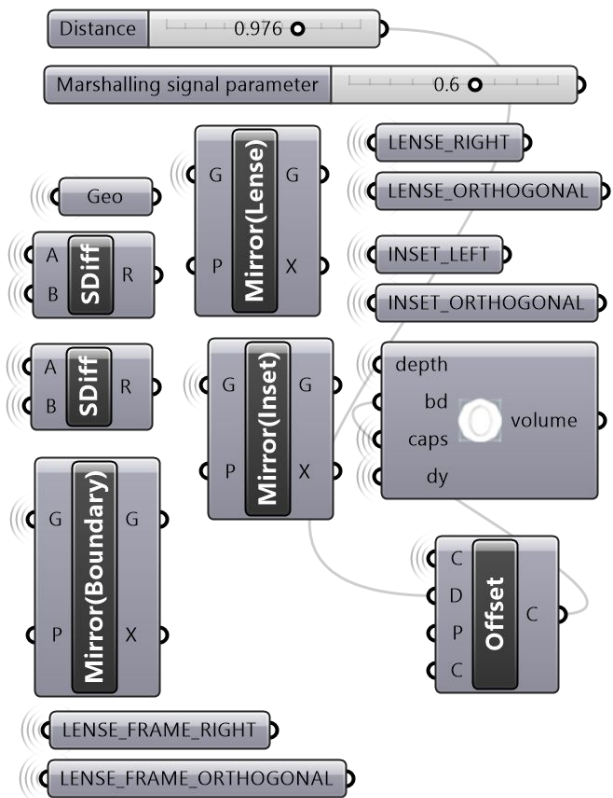 Distance 0.976
Marshalling signal parameter 0.6
LENSE_RIGHT
LENSE_ORTHOGONAL
G Mirror(Lense) G
P X
Geo
A SDiff R
B
INSET_LEFT
INSET_ORTHOGONAL
A SDiff R
B
G Mirror(Inset) G
P X
depth
bd
caps
dy
volume
G Mirror(Boundary) G
P X
C Offset C
D
P
C
LENSE_FRAME_RIGHT
LENSE_FRAME_ORTHOGONAL